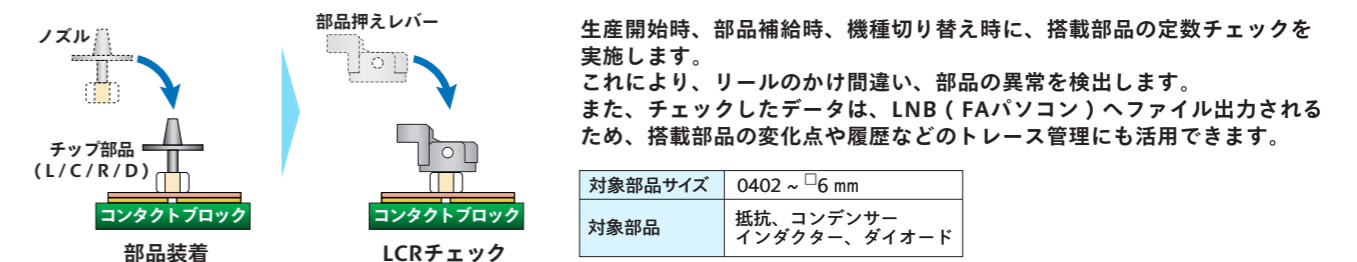 ノズル
チップ部品
(L/C/R/D)
コンタクトブロック
部品装着
部品押えレバー
コンタクトブロック
LCRチェック
生産開始時、部品補給時、機種切り替え時に、搭載部品の定数チェックを
実施します。
これにより、リールのかけ間違い、部品の異常を検出します。
また、チェックしたデータは、LNB（FAパソコン）へファイル出力される
ため、搭載部品の変化点や履歴などのトレース管理にも活用できます。
対象部品サイズ 0402 ~ □6 mm
対象部品 抵抗、コンデンサー
インダクター、ダイオード